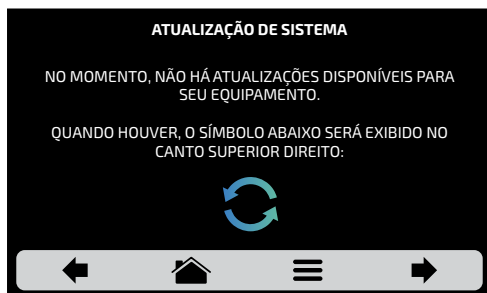 ATUALIZAÇÃO DE SISTEMA
NO MOMENTO, NÃO HÁ ATUALIZAÇÕES DISPONÍVEIS PARA
SEU EQUIPAMENTO.
QUANDO HOUVER, O SÍMBOLO ABAIXO SERÁ EXIBIDO NO
CANTO SUPERIOR DIREITO: